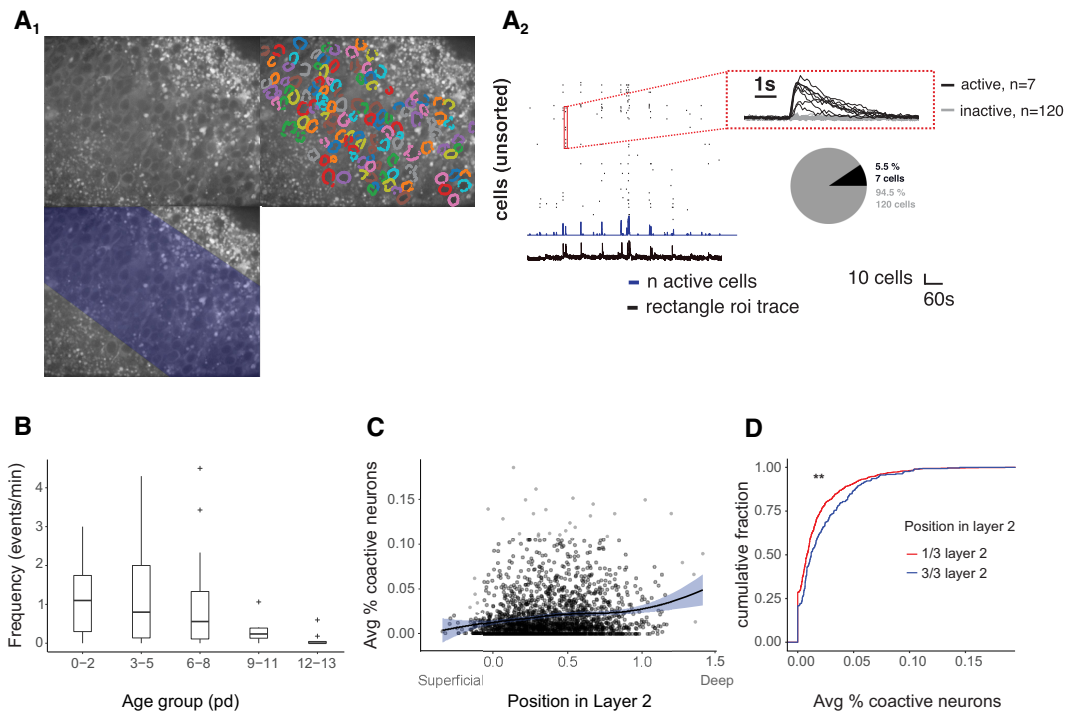 A1
A2
cells (unsorted)
1s
active, n=7
inactive, n=120
5.5 %
7 cells
94.5 %
120 cells
n active cells
rectangle roi trace
10 cells
60s
B
Frequency (events/min)
4
3
2
1
0
0−2
3−5
6−8
9−11
12−13
Age group (pd)
C
Avg % coactive neurons
0.15
0.10
0.05
0.00
0.0
0.5
1.0
1.5
Superficial
Deep
Position in Layer 2
D
cumulative fraction
1.00
0.75
0.50
0.25
0.00
**
Position in layer 2
1/3 layer 2
3/3 layer 2
0.00
0.05
0.10
0.15
Avg % coactive neurons